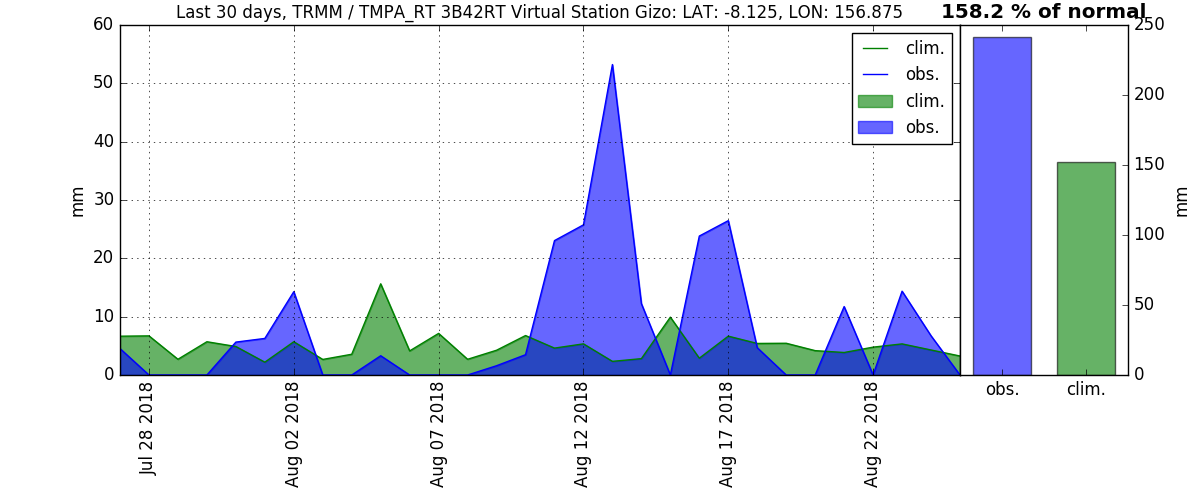 Last 30 days, TRMM / TMPA_RT 3B42RT Virtual Station Gizo: LAT: -8.125, LON: 156.875
158.2 % of normal
mm
60
50
40
30
20
10
0
clim.
obs.
clim.
obs.
Jul 28 2018
Aug 02 2018
Aug 07 2018
Aug 12 2018
Aug 17 2018
Aug 22 2018
250
200
150
100
50
0
mm
obs.
clim.